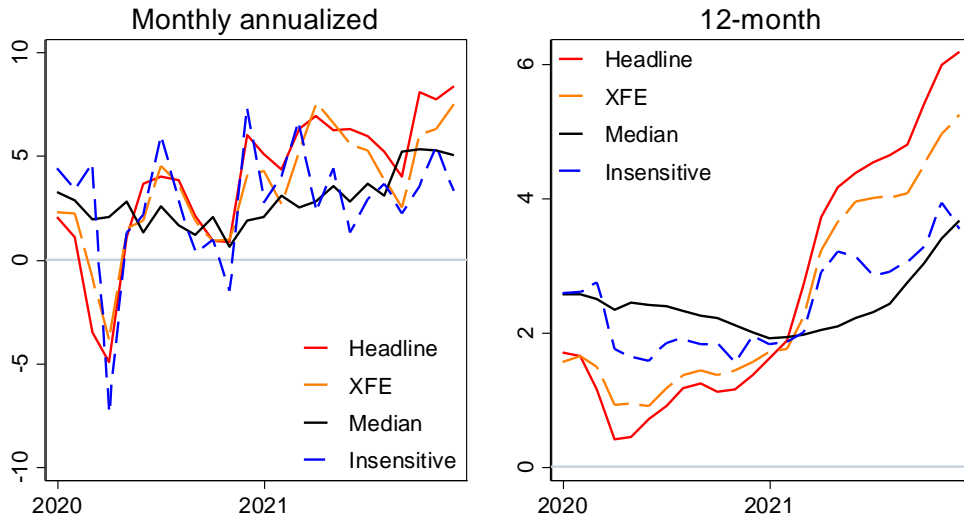 Monthly annualized
10
5
0
-5
-10
2020
2021
Headline
XFE
Median
Insensitive
12-month
6
4
2
0
2020
2021
Headline
XFE
Median
Insensitive